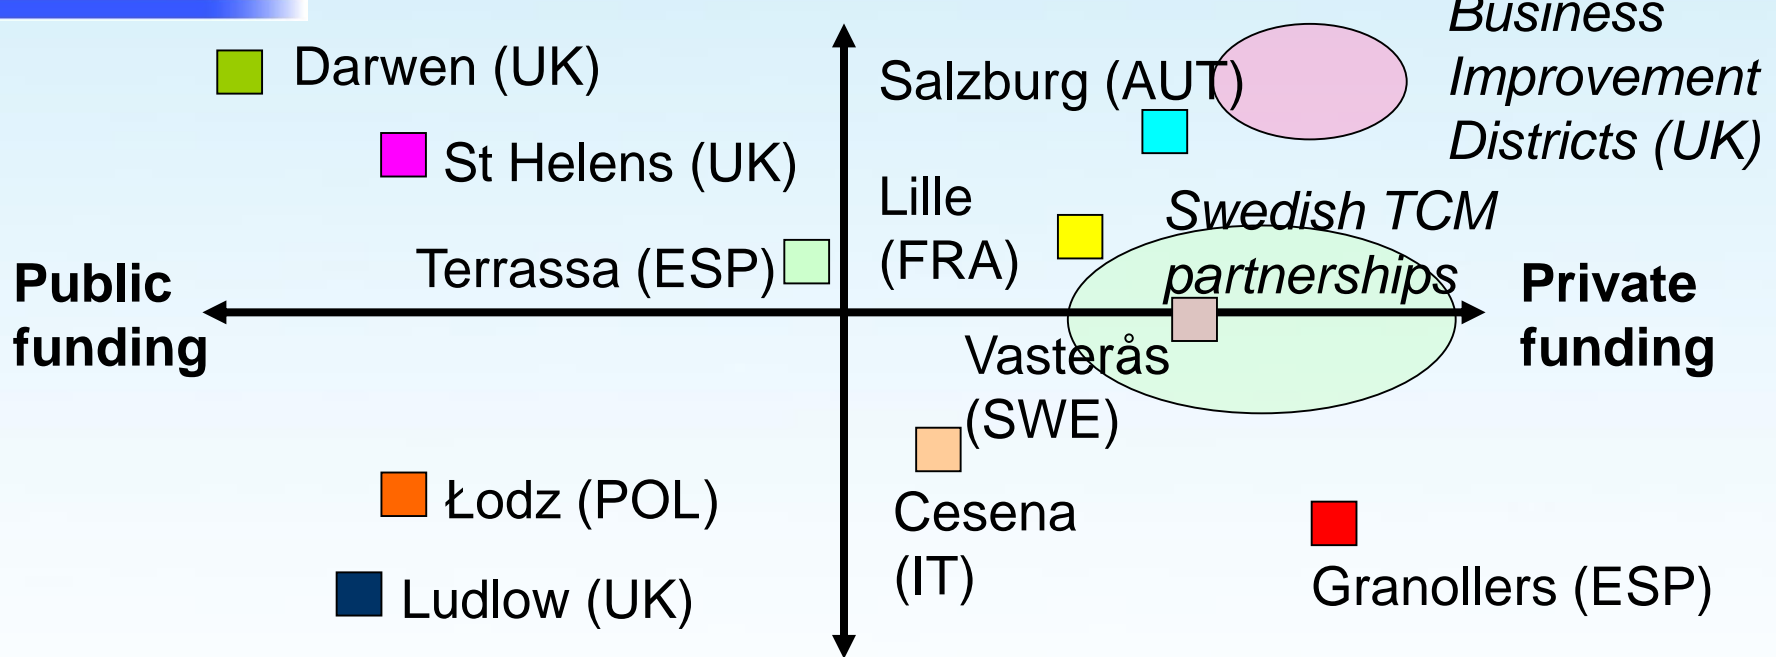 Business
Improvement
Districts (UK)
Darwen (UK)
Salzburg (AUT)
St Helens (UK)
Lille
(FRA)
Swedish TCM
partnerships
Terrassa (ESP)
Public
funding
Private
funding
Vasterås
(SWE)
Łodz (POL)
Cesena
(IT)
Ludlow (UK)
Granollers (ESP)